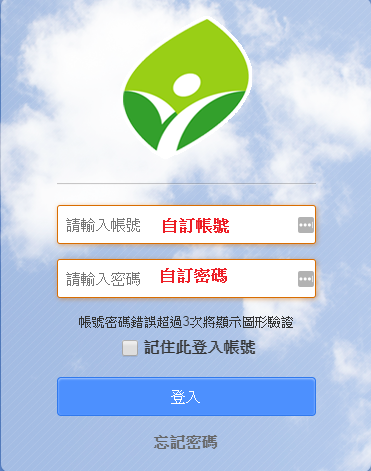 請輸入帳號 自訂帳號
請輸入密碼 自訂密碼
帳號密碼錯誤超過3次將顯示圖形驗證
記住此登入帳號
登入
忘記密碼